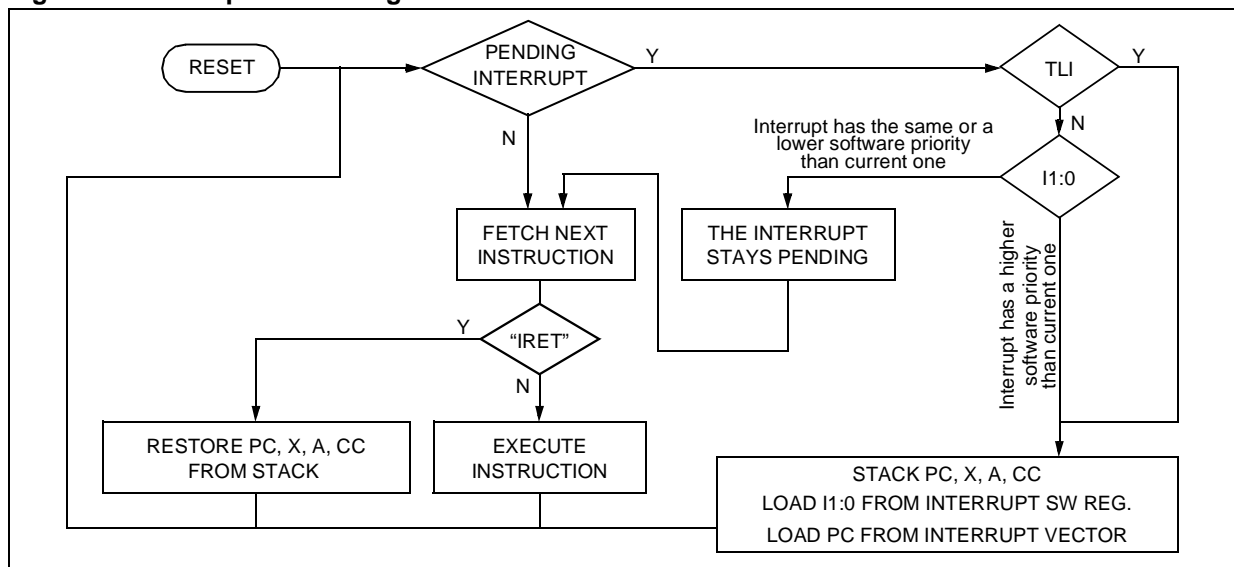 RESET
PENDING
INTERRUPT
Y
TLI
Y
N
N
Interrupt has the same or a
lower software priority
than current one
I1:0
FETCH NEXT
INSTRUCTION
THE INTERRUPT
STAYS PENDING
Interrupt has a higher
software priority
than current one
Y
“IRET”
N
RESTORE PC, X, A, CC
FROM STACK
EXECUTE
INSTRUCTION
STACK PC, X, A, CC
LOAD I1:0 FROM INTERRUPT SW REG.
LOAD PC FROM INTERRUPT VECTOR